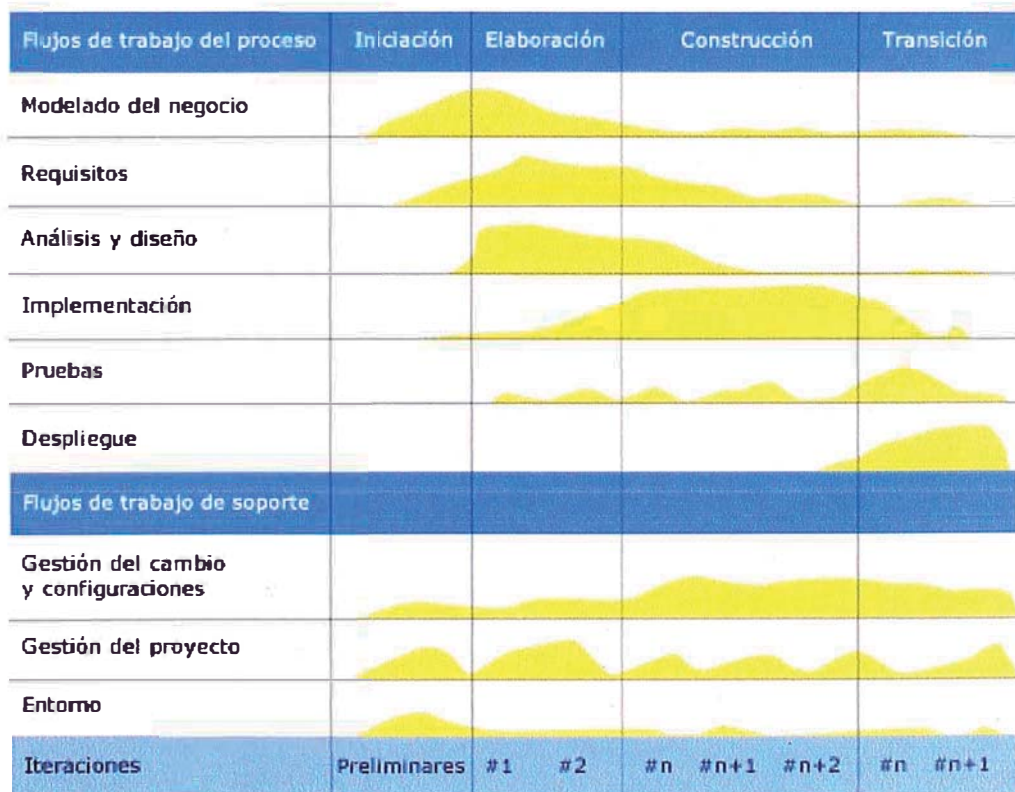 Flujos de trabajo del proceso Iniciación Elaboración Construcción Transición
Modelado del negocio
Requisitos
Análisis y diseño
Implementación
Pruebas
Despliegue
Flujos de trabajo de soporte
Gestión del cambio
y configuraciones
Gestión del proyecto
Entorno
Iteraciones Preliminares #1 #2 #n #n+1 #n+2 #n #n+1